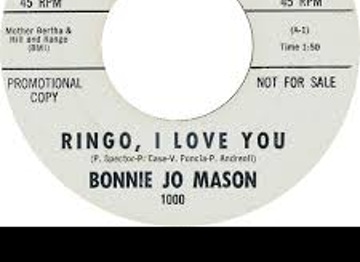 45 RPM
45 RPM
Mother Bertha &
Hill and Range
(BMI)
(A-1)
Time 1:50
PROMOTIONAL
COPY
NOT FOR SALE
RINGO, I LOVE YOU
(P. Spector-P. Case-V. Poncia-P. Andreoli)
BONNIE JO MASON
1000